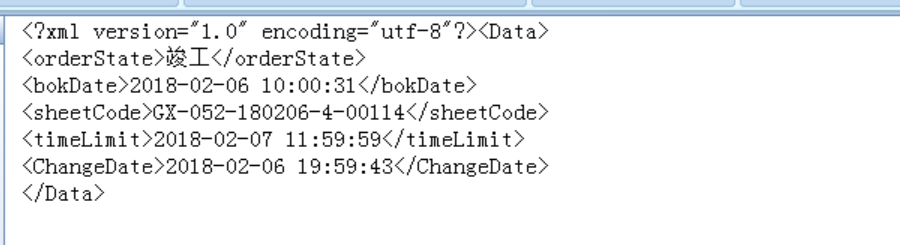 <?xml version="1.0" encoding="utf-8"?><Data>
<orderState>竣工</orderState>
<bokDate>2018-02-06 10:00:31</bokDate>
<sheetCode>GX-052-180206-4-00114</sheetCode>
<timeLimit>2018-02-07 11:59:59</timeLimit>
<ChangeDate>2018-02-06 19:59:43</ChangeDate>
</Data>